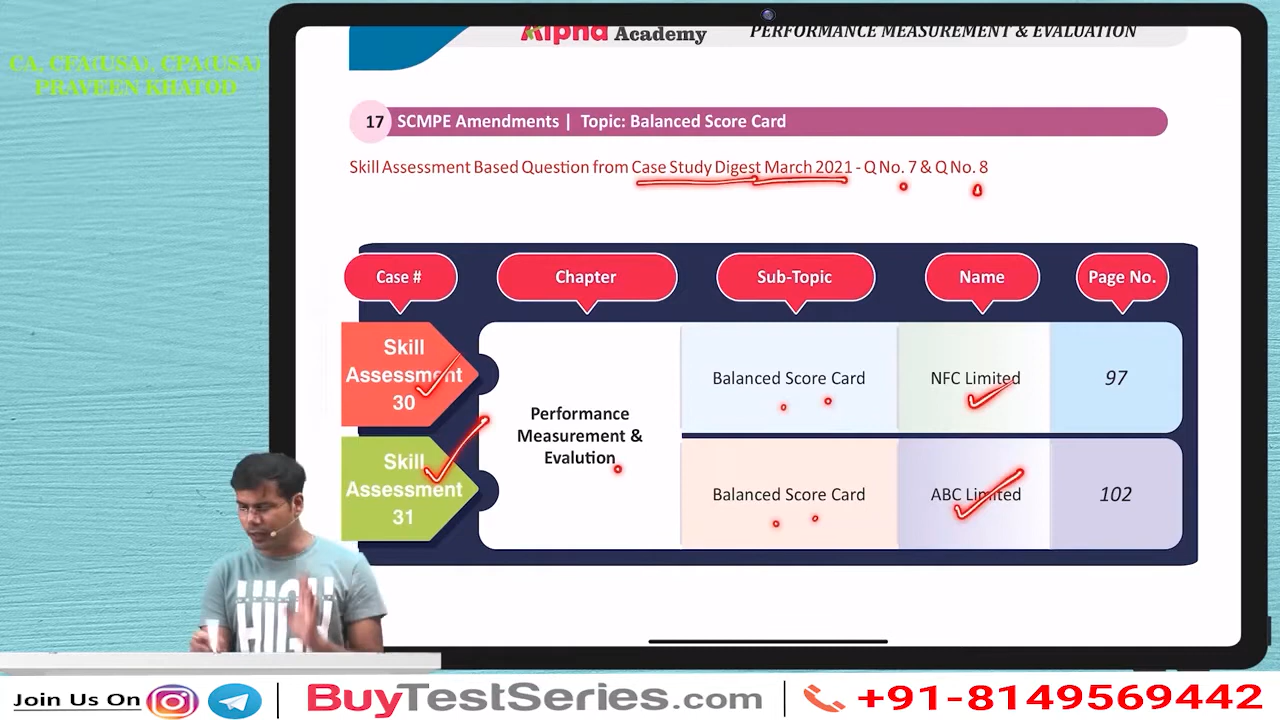 Alpha Academy
PERFORMANCE MEASUREMENT & EVALUATION
CA, CFA(USA), CPA(USA)
PRAVEEN KHATOD
17 SCMPE Amendments | Topic: Balanced Score Card
Skill Assessment Based Question from Case Study Digest March 2021 - Q No. 7 & Q No. 8
Case # Chapter Sub-Topic Name Page No.
Skill
Assessment
30
Balanced Score Card NFC Limited 97
Performance
Measurement &
Evalution
Skill
Assessment
31
Balanced Score Card ABC Limited 102
HIGH
Join Us On BuyTestSeries.com +91-8149569442